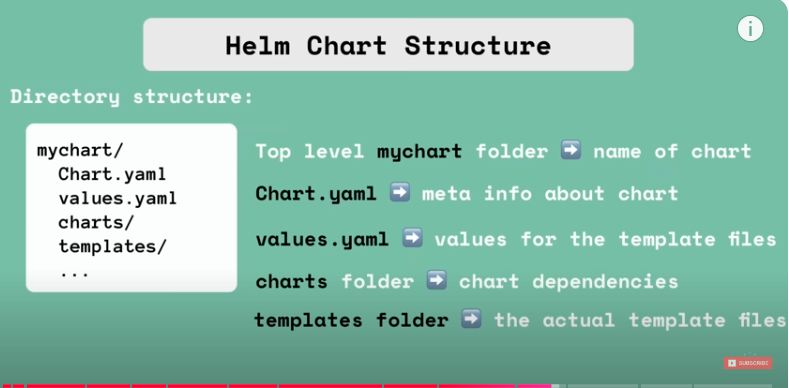 Helm Chart Structure
Directory structure:
mychart/
Chart.yaml
values.yaml
charts/
templates/
...
Top level mychart folder ➡ name of chart
Chart.yaml ➡ meta info about chart
values.yaml ➡ values for the template files
charts folder ➡ chart dependencies
templates folder ➡ the actual template files
i
SUBSCRIBE